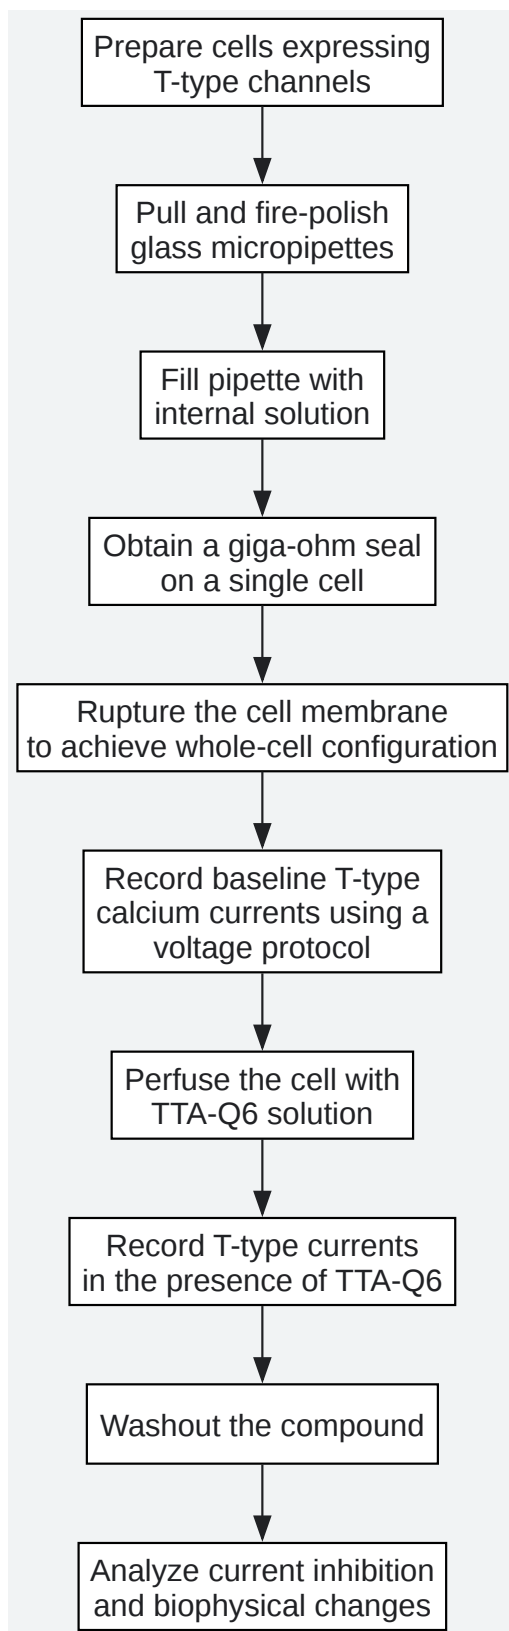 Prepare cells expressing
T-type channels
Pull and fire-polish
glass micropipettes
Fill pipette with
internal solution
Obtain a giga-ohm seal
on a single cell
Rupture the cell membrane
to achieve whole-cell configuration
Record baseline T-type
calcium currents using a
voltage protocol
Perfuse the cell with
TTA-Q6 solution
Record T-type currents
in the presence of TTA-Q6
Washout the compound
Analyze current inhibition
and biophysical changes